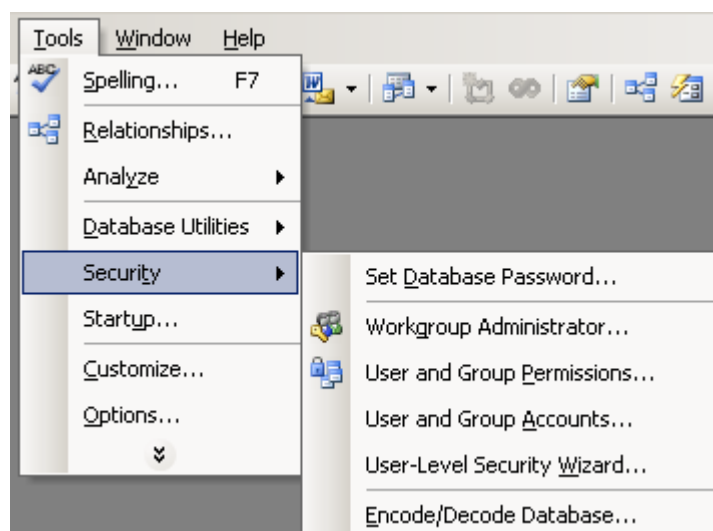 Tools Window Help
Spelling... F7
Relationships...
Analyze
Database Utilities
Security
Startup...
Customize...
Options...
Set Database Password...
Workgroup Administrator...
User and Group Permissions...
User and Group Accounts...
User-Level Security Wizard...
Encode/Decode Database...